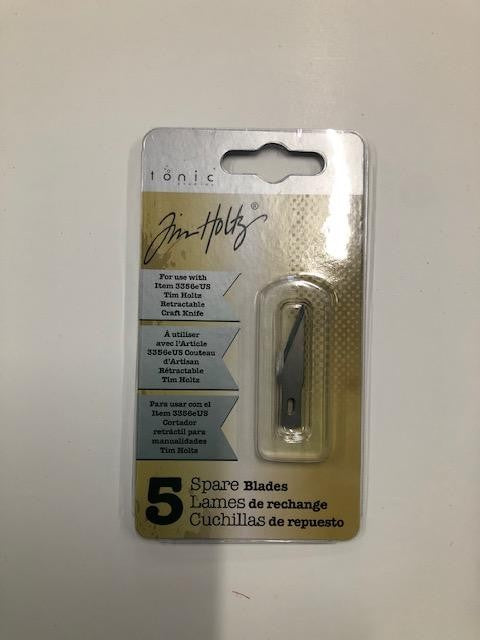 tonic
STUDIOS
Tim Holtz®
For use with
Item 3356eUS
Tim Holtz
Retractable
Craft Knife
À utiliser
avec l'Article
3356eUS Couteau
d'Artisan
Rétractable
Tim Holtz
Para usar con el
Item 3356eUS
Cortador
retráctil para
manualidades
Tim Holtz
5 Spare Blades
Lames de rechange
Cuchillas de repuesto